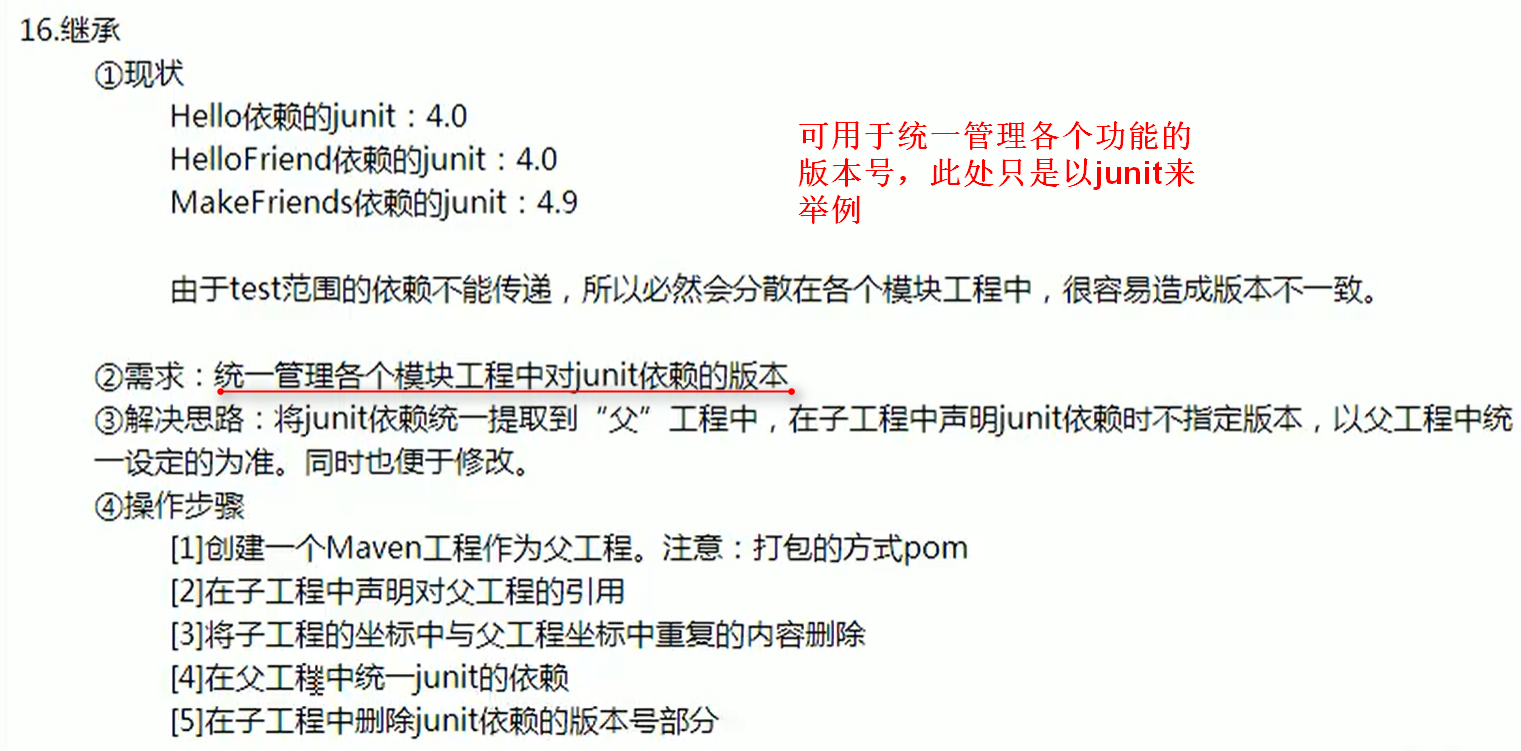 16.继承
①现状
Hello依赖的junit：4.0
HelloFriend依赖的junit：4.0
MakeFriends依赖的junit：4.9
可用于统一管理各个功能的
版本号，此处只是以junit来
举例
由于test范围的依赖不能传递，所以必然会分散在各个模块工程中，很容易造成版本不一致。
②需求：统一管理各个模块工程中对junit依赖的版本
③解决思路：将junit依赖统一提取到“父”工程中，在子工程中声明junit依赖时不指定版本，以父工程中统
一设定的为准。同时也便于修改。
④操作步骤
[1]创建一个Maven工程作为父工程。注意：打包的方式pom
[2]在子工程中声明对父工程的引用
[3]将子工程的坐标中与父工程坐标中重复的内容删除
[4]在父工程中统一junit的依赖
[5]在子工程中删除junit依赖的版本号部分